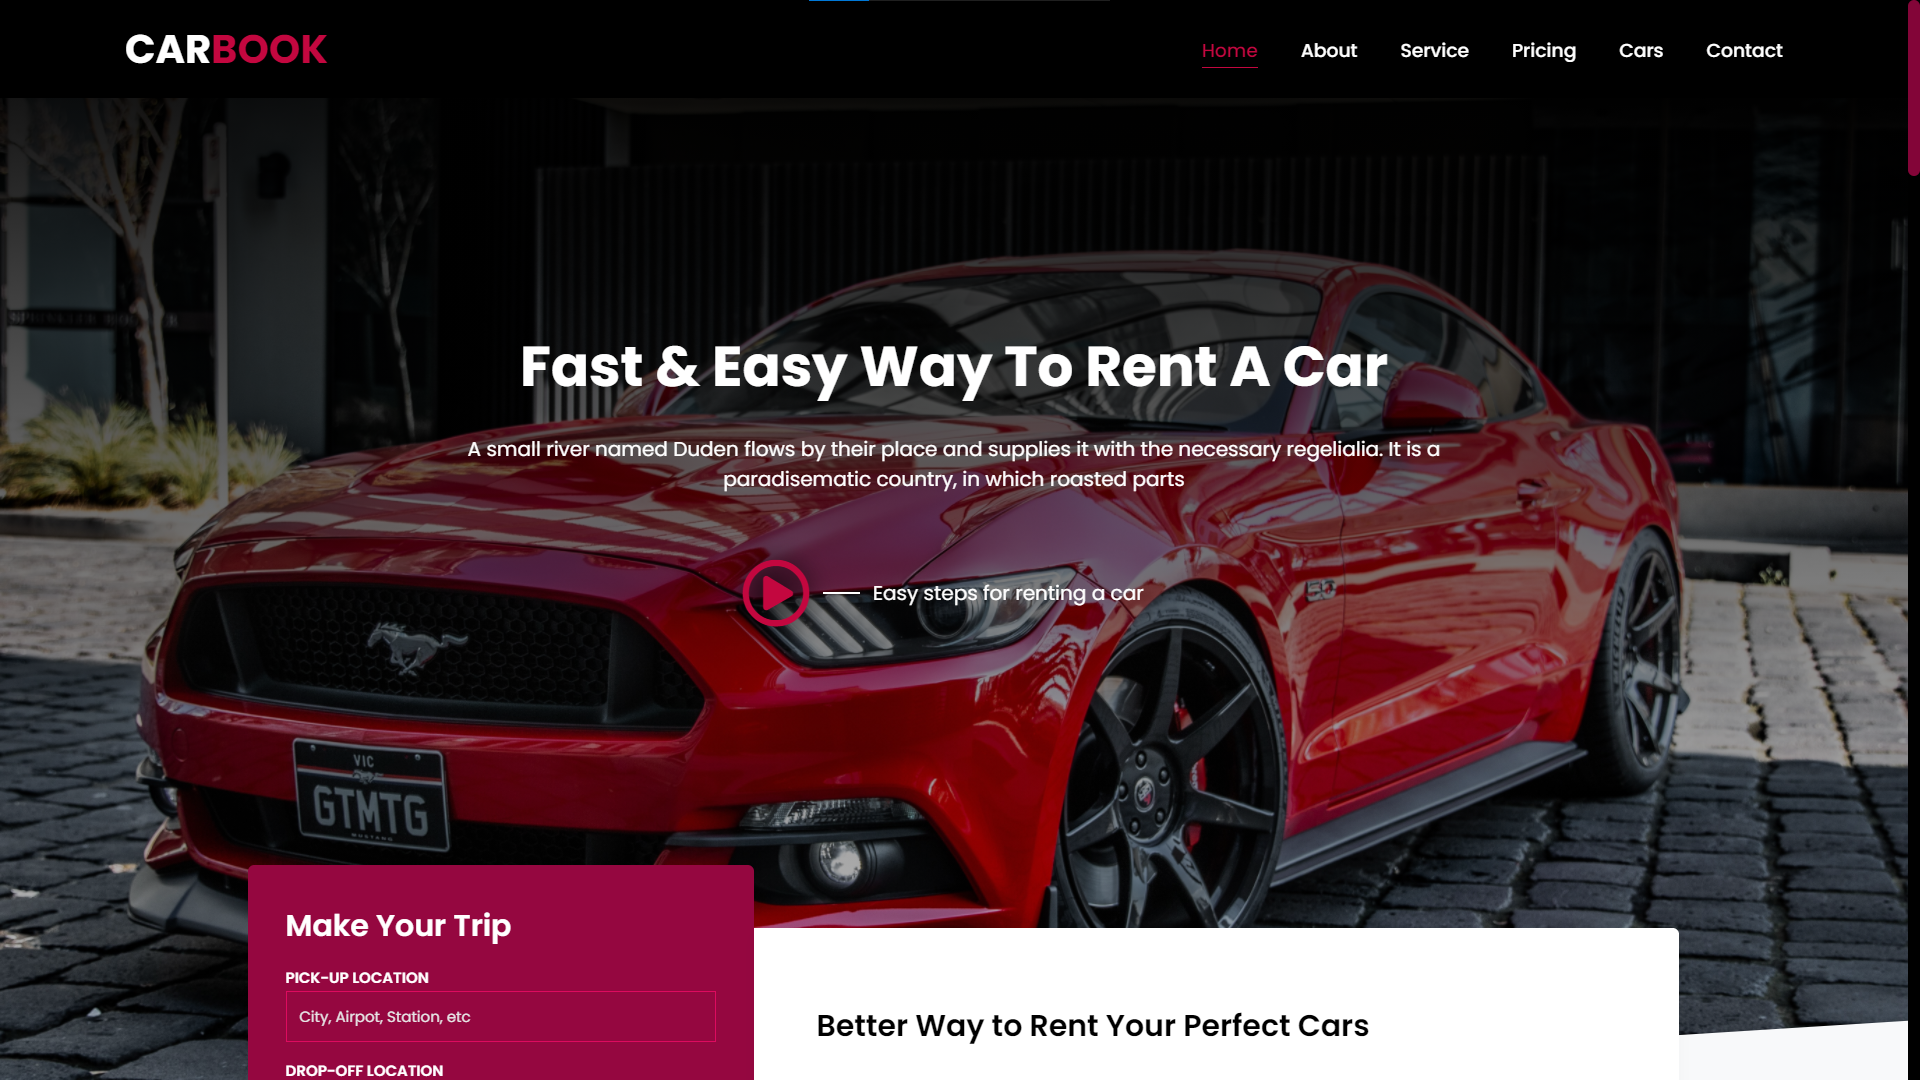 CARBOOK
Home About Service Pricing Cars Contact
Fast & Easy Way To Rent A Car
A small river named Duden flows by their place and supplies it with the necessary regelialia. It is a
paradisematic country, in which roasted parts
Easy steps for renting a car
5.0
VIC
GTMTG
MUSTANG
Make Your Trip
PICK-UP LOCATION
City, Airpot, Station, etc
DROP-OFF LOCATION
Better Way to Rent Your Perfect Cars